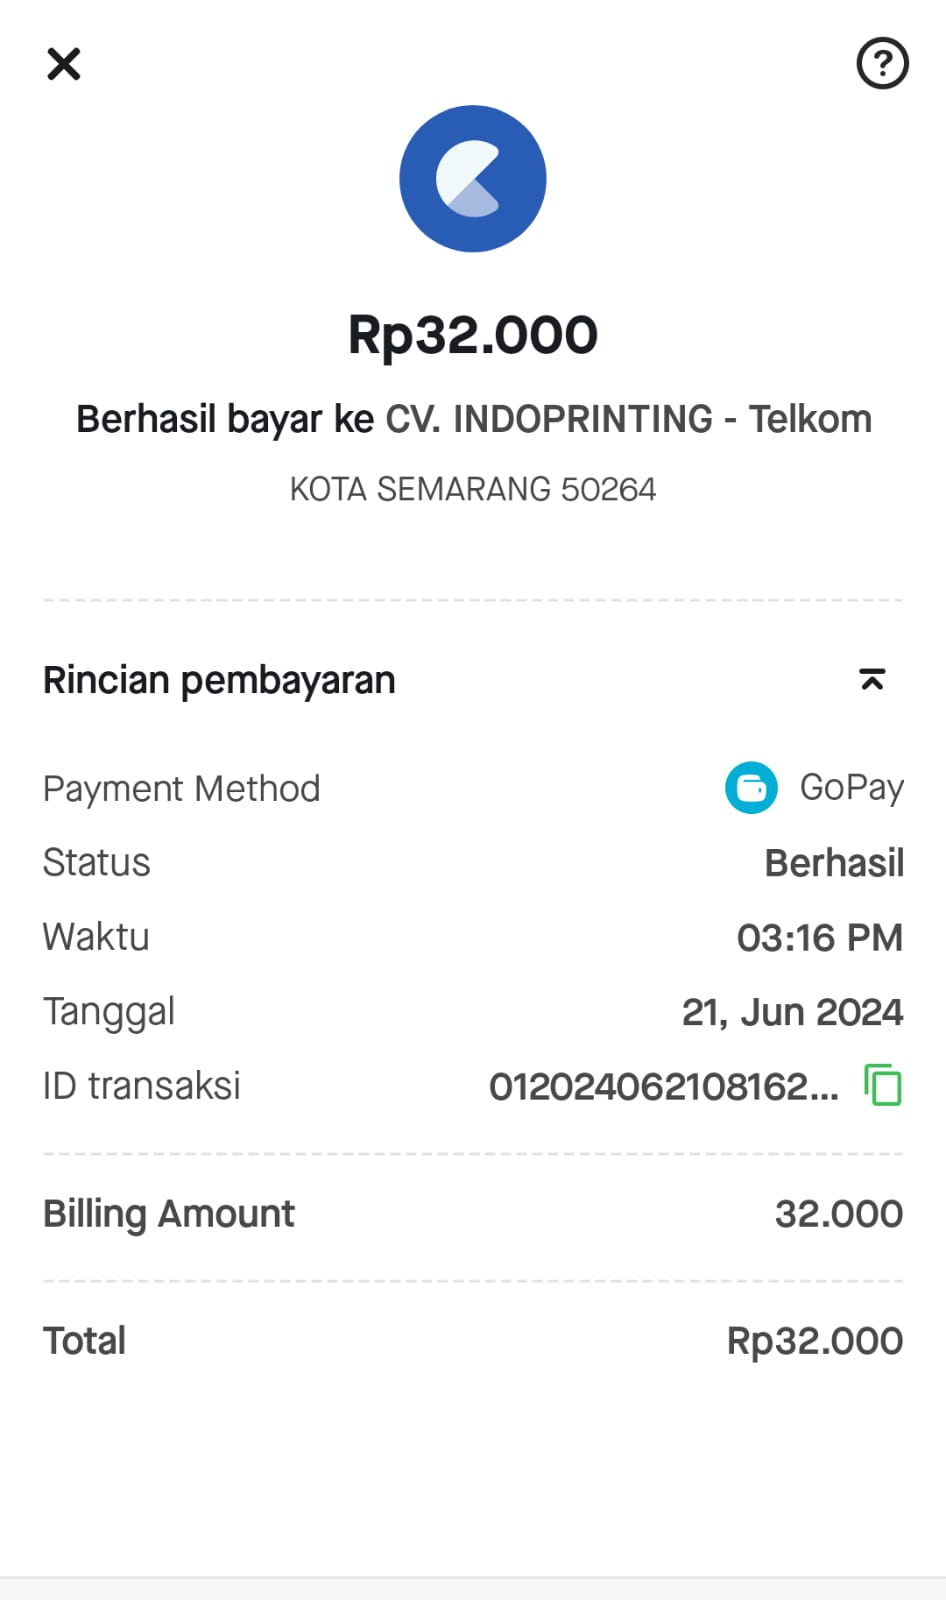 Rp32.000
Berhasil bayar ke CV. INDOPRINTING - Telkom
KOTA SEMARANG 50264
Rincian pembayaran
Payment Method GoPay
Status Berhasil
Waktu 03:16 PM
Tanggal 21, Jun 2024
ID transaksi 012024062108162...
Billing Amount 32.000
Total Rp32.000